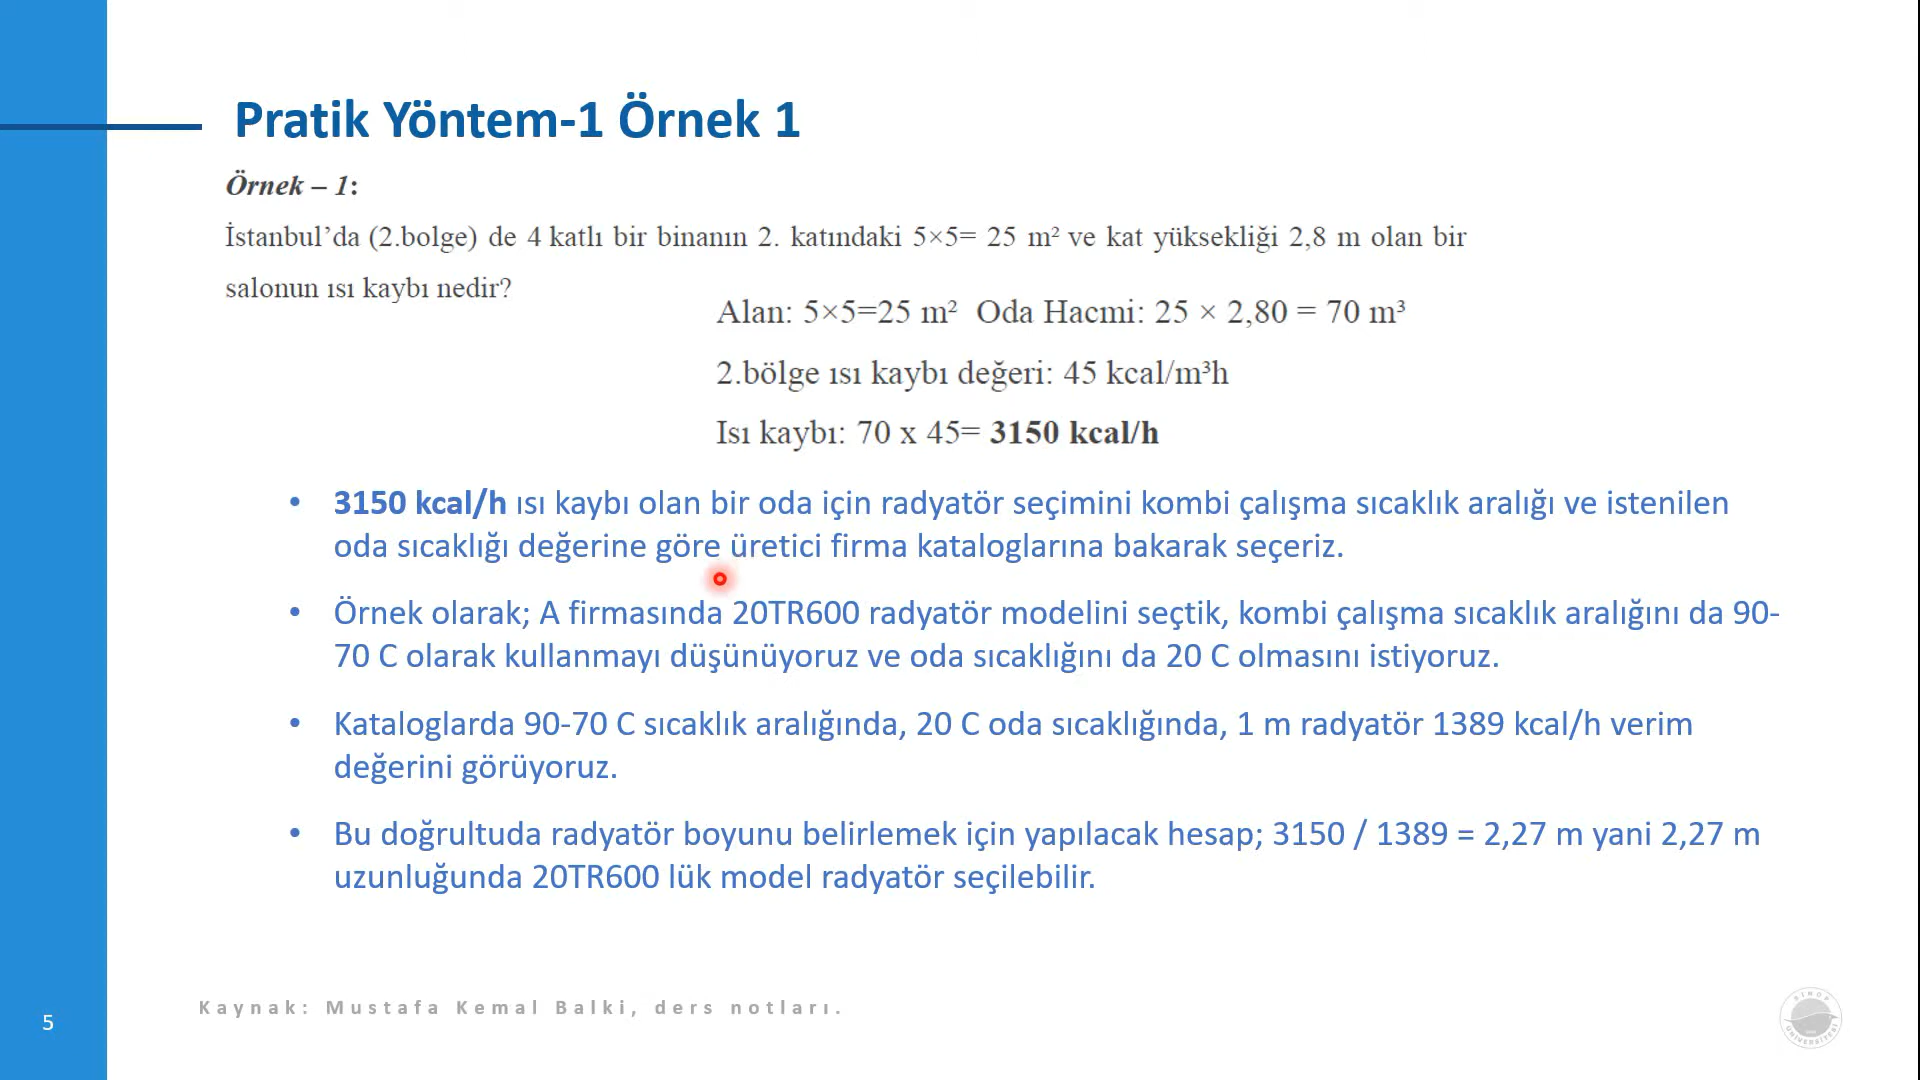 Pratik Yöntem-1 Örnek 1
Örnek – 1:
İstanbul’da (2.bolge) de 4 katlı bir binanın 2. katındaki 5×5= 25 m² ve kat yüksekliği 2,8 m olan bir
salonun ısı kaybı nedir?
Alan: 5×5=25 m² Oda Hacmi: 25 × 2,80 = 70 m³
2.bölge ısı kaybı değeri: 45 kcal/m³h
Isı kaybı: 70 x 45= 3150 kcal/h
• 3150 kcal/h ısı kaybı olan bir oda için radyatör seçimini kombi çalışma sıcaklık aralığı ve istenilen
oda sıcaklığı değerine göre üretici firma kataloglarına bakarak seçeriz.
• Örnek olarak; A firmasında 20TR600 radyatör modelini seçtik, kombi çalışma sıcaklık aralığını da 90-
70 C olarak kullanmayı düşünüyoruz ve oda sıcaklığını da 20 C olmasını istiyoruz.
• Kataloglarda 90-70 C sıcaklık aralığında, 20 C oda sıcaklığında, 1 m radyatör 1389 kcal/h verim
değerini görüyoruz.
• Bu doğrultuda radyatör boyunu belirlemek için yapılacak hesap; 3150 / 1389 = 2,27 m yani 2,27 m
uzunluğunda 20TR600 lük model radyatör seçilebilir.
Kaynak: Mustafa Kemal Balki, ders notları.
5
SİNOP
ÜNİVERSİTESİ